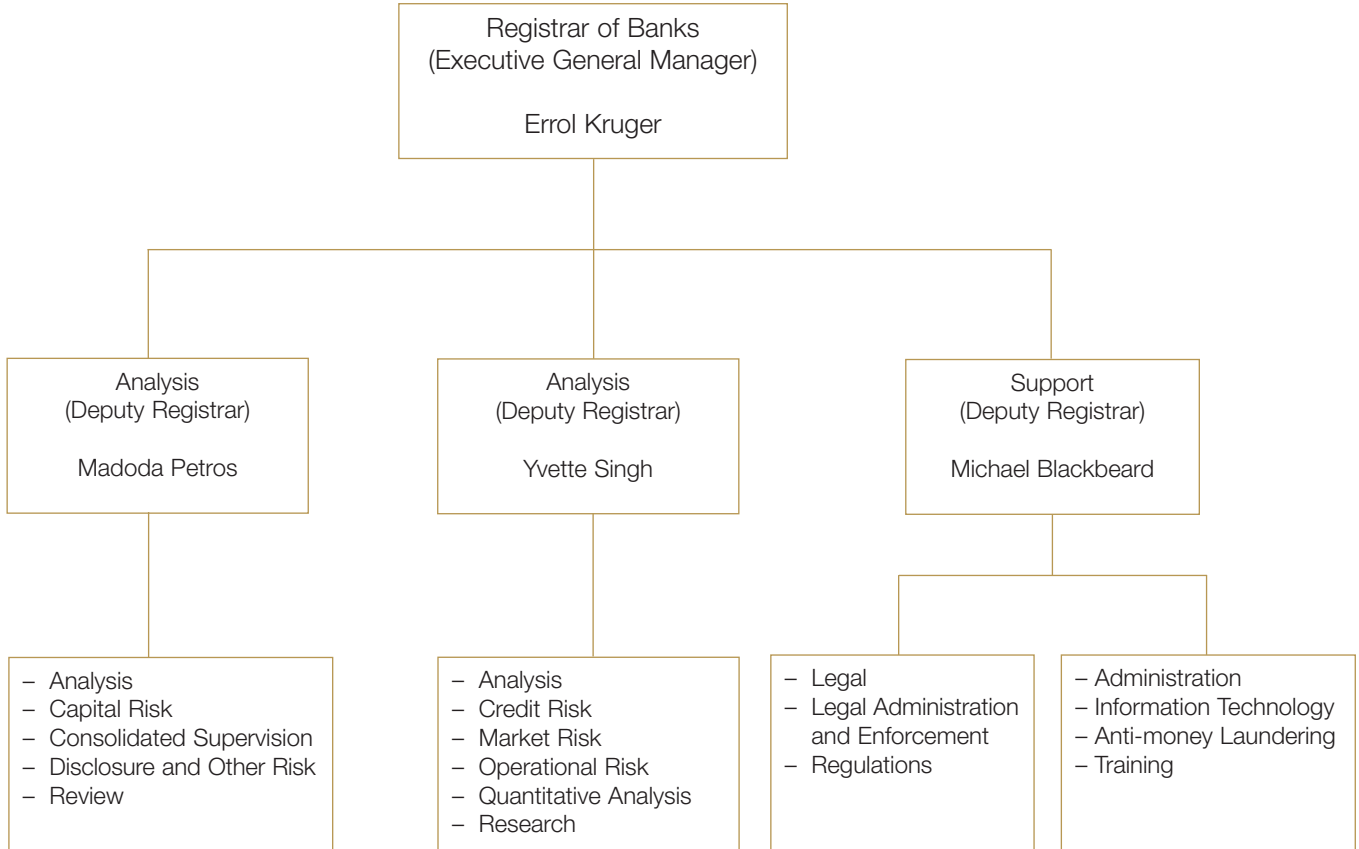 Registrar of Banks
(Executive General Manager)
Errol Kruger
Analysis
(Deputy Registrar)
Madoda Petros
Analysis
(Deputy Registrar)
Yvette Singh
Support
(Deputy Registrar)
Michael Blackbeard
– Analysis
– Capital Risk
– Consolidated Supervision
– Disclosure and Other Risk
– Review
– Analysis
– Credit Risk
– Market Risk
– Operational Risk
– Quantitative Analysis
– Research
– Legal
– Legal Administration
and Enforcement
– Regulations
– Administration
– Information Technology
– Anti-money Laundering
– Training